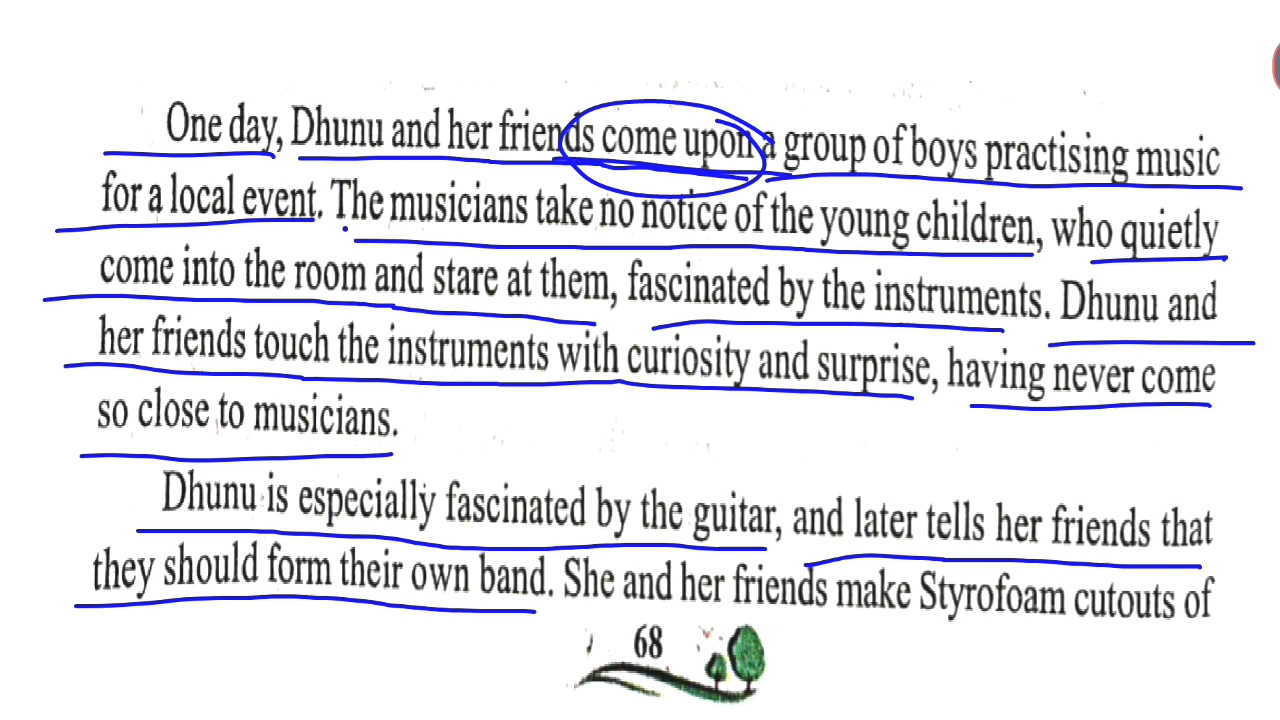 One day, Dhunu and her friends come upon a group of boys practising music
for a local event. The musicians take no notice of the young children, who quietly
come into the room and stare at them, fascinated by the instruments. Dhunu and
her friends touch the instruments with curiosity and surprise, having never come
so close to musicians.
Dhunu is especially fascinated by the guitar, and later tells her friends that
they should form their own band. She and her friends make Styrofoam cutouts of
68